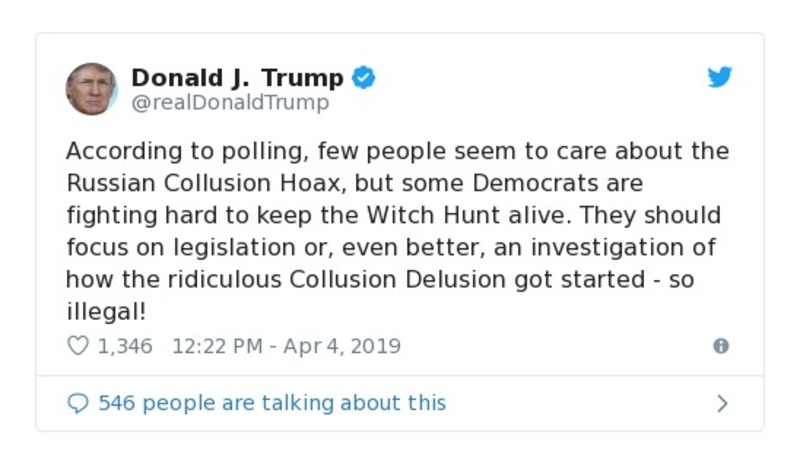 Donald J. Trump
@realDonaldTrump
According to polling, few people seem to care about the
Russian Collusion Hoax, but some Democrats are
fighting hard to keep the Witch Hunt alive. They should
focus on legislation or, even better, an investigation of
how the ridiculous Collusion Delusion got started - so
illegal!
1,346 12:22 PM - Apr 4, 2019
546 people are talking about this